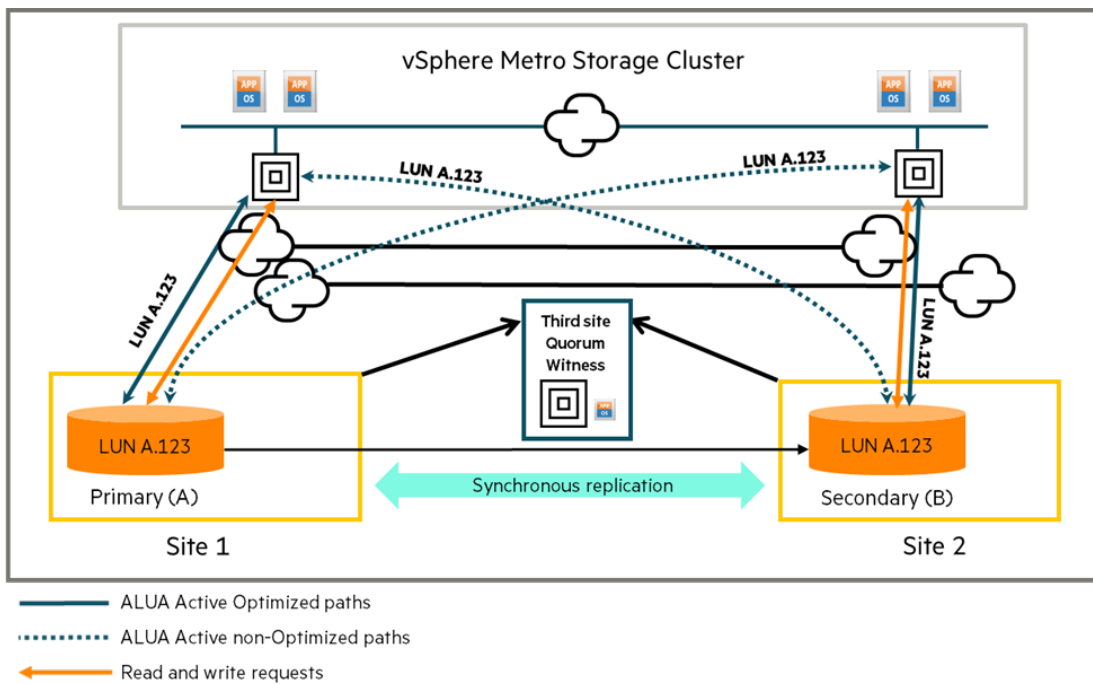 vSphere Metro Storage Cluster
APP
OS
APP
OS
APP
OS
APP
OS
LUN A.123
LUN A.123
LUN A.123
LUN A.123
Third site
Quorum
Witness
APP
OS
LUN A.123
LUN A.123
Primary (A)
Synchronous replication
Secondary (B)
Site 1
Site 2
ALUA Active Optimized paths
ALUA Active non-Optimized paths
Read and write requests